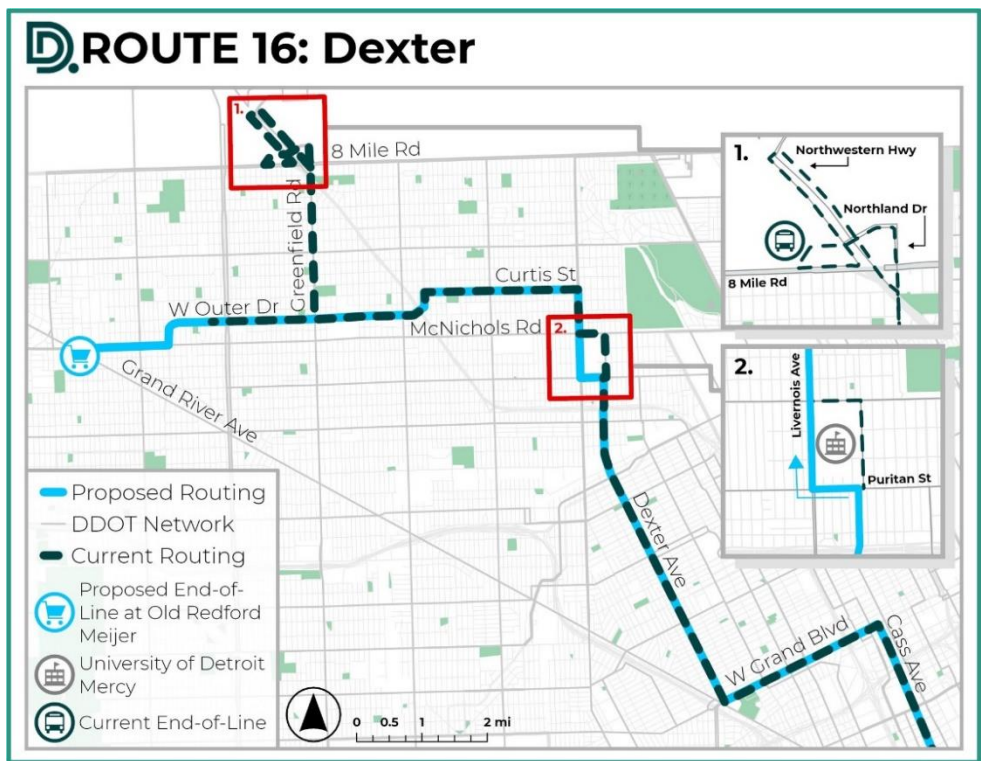 D. ROUTE 16: Dexter
1.
8 Mile Rd
Greenfield Rd
W Outer Dr
Curtis St
McNichols Rd
2.
Grand River Ave
Dexter Ave
W Grand Blvd
Cass Ave
1.
Northwestern Hwy
Northland Dr
8 Mile Rd
2.
Livernois Ave
Puritan St
Proposed Routing
DDOT Network
Current Routing
Proposed End-of-
Line at Old Redford
Meijer
University of Detroit
Mercy
Current End-of-Line
0 0.5 1 2 mi